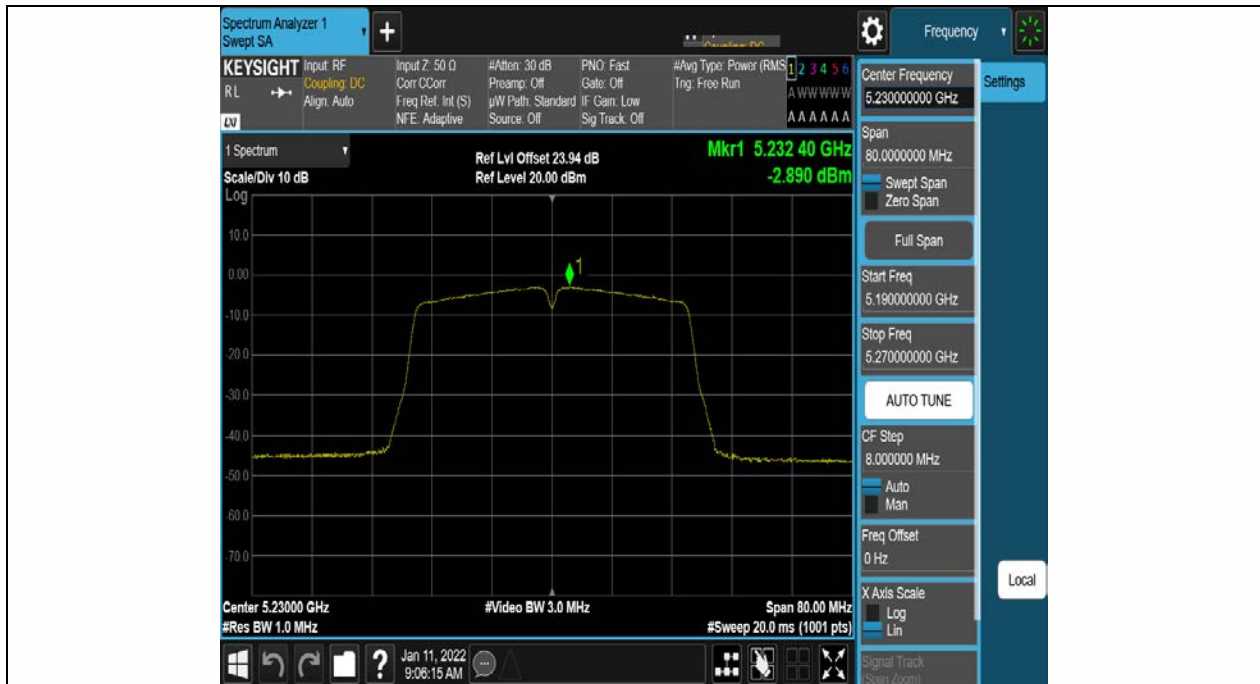 Spectrum Analyzer 1
Swept SA
+
Frequency
KEYSIGHT
RL
LXI
Input: RF
Coupling: DC
Align: Auto
Input Z: 50 Ω
Corr CCorr
Freq Ref: Int (S)
NFE: Adaptive
#Atten: 30 dB
Preamp: Off
µW Path: Standard
Source: Off
PNO: Fast
Gate: Off
IF Gain: Low
Sig Track: Off
#Avg Type: Power (RMS
Trig: Free Run
1 2 3 4 5 6
A W W W W W
A A A A A A
1 Spectrum
Scale/Div 10 dB
Log
Ref Lvl Offset 23.94 dB
Ref Level 20.00 dBm
Mkr1 5.232 40 GHz
-2.890 dBm
10.0
0.00
-10.0
-20.0
-30.0
-40.0
-50.0
-60.0
-70.0
1
Center 5.23000 GHz
#Res BW 1.0 MHz
#Video BW 3.0 MHz
Span 80.00 MHz
#Sweep 20.0 ms (1001 pts)
Center Frequency
5.230000000 GHz
Settings
Span
80.0000000 MHz
Swept Span
Zero Span
Full Span
Start Freq
5.190000000 GHz
Stop Freq
5.270000000 GHz
AUTO TUNE
CF Step
8.000000 MHz
Auto
Man
Freq Offset
0 Hz
X Axis Scale
Log
Lin
Local
Signal Track
(Span Zoom)
?
Jan 11, 2022
9:06:15 AM